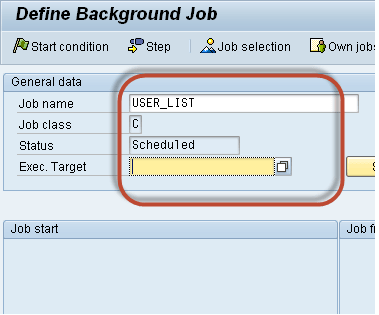 Define Background Job
Start condition Step Job selection Own jobs
General data
Job name USER_LIST
Job class C
Status Scheduled
Exec. Target
Job start